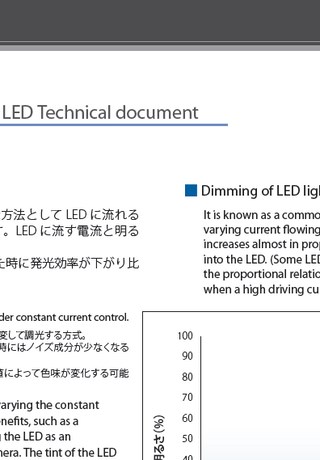 LED Technical document
方法として LED に流れる
す。LED に流す電流と明る
た時に発光効率が下がり比
der constant current control.
変して調光する方式。
時にはノイズ成分が少なくなる
値によって色味が変化する可能
varying the constant
enefits, such as a
g the LED as an
mera. The tint of the LED
Dimming of LED lig
It is known as a commo
varying current flowing
increases almost in prop
into the LED. (Some LED
the proportional relatio
when a high driving cu
100
90
80
70
60
50
40
明るさ(%)